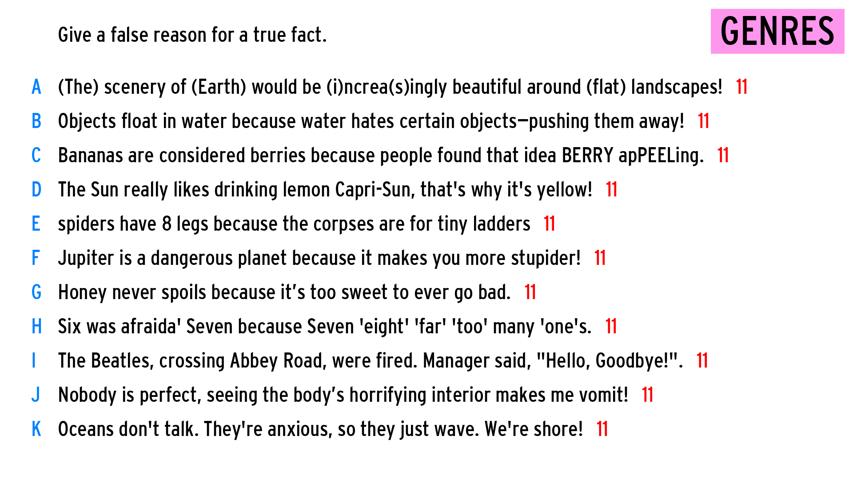 Give a false reason for a true fact.
GENRES
A (The) scenery of (Earth) would be (i)ncrea(s)ingly beautiful around (flat) landscapes! 11
B Objects float in water because water hates certain objects—pushing them away! 11
C Bananas are considered berries because people found that idea BERRY apPEELing. 11
D The Sun really likes drinking lemon Capri-Sun, that's why it's yellow! 11
E spiders have 8 legs because the corpses are for tiny ladders 11
F Jupiter is a dangerous planet because it makes you more stupider! 11
G Honey never spoils because it’s too sweet to ever go bad. 11
H Six was afraida' Seven because Seven 'eight' 'far' 'too' many 'one's. 11
I The Beatles, crossing Abbey Road, were fired. Manager said, "Hello, Goodbye!". 11
J Nobody is perfect, seeing the body’s horrifying interior makes me vomit! 11
K Oceans don't talk. They're anxious, so they just wave. We're shore! 11